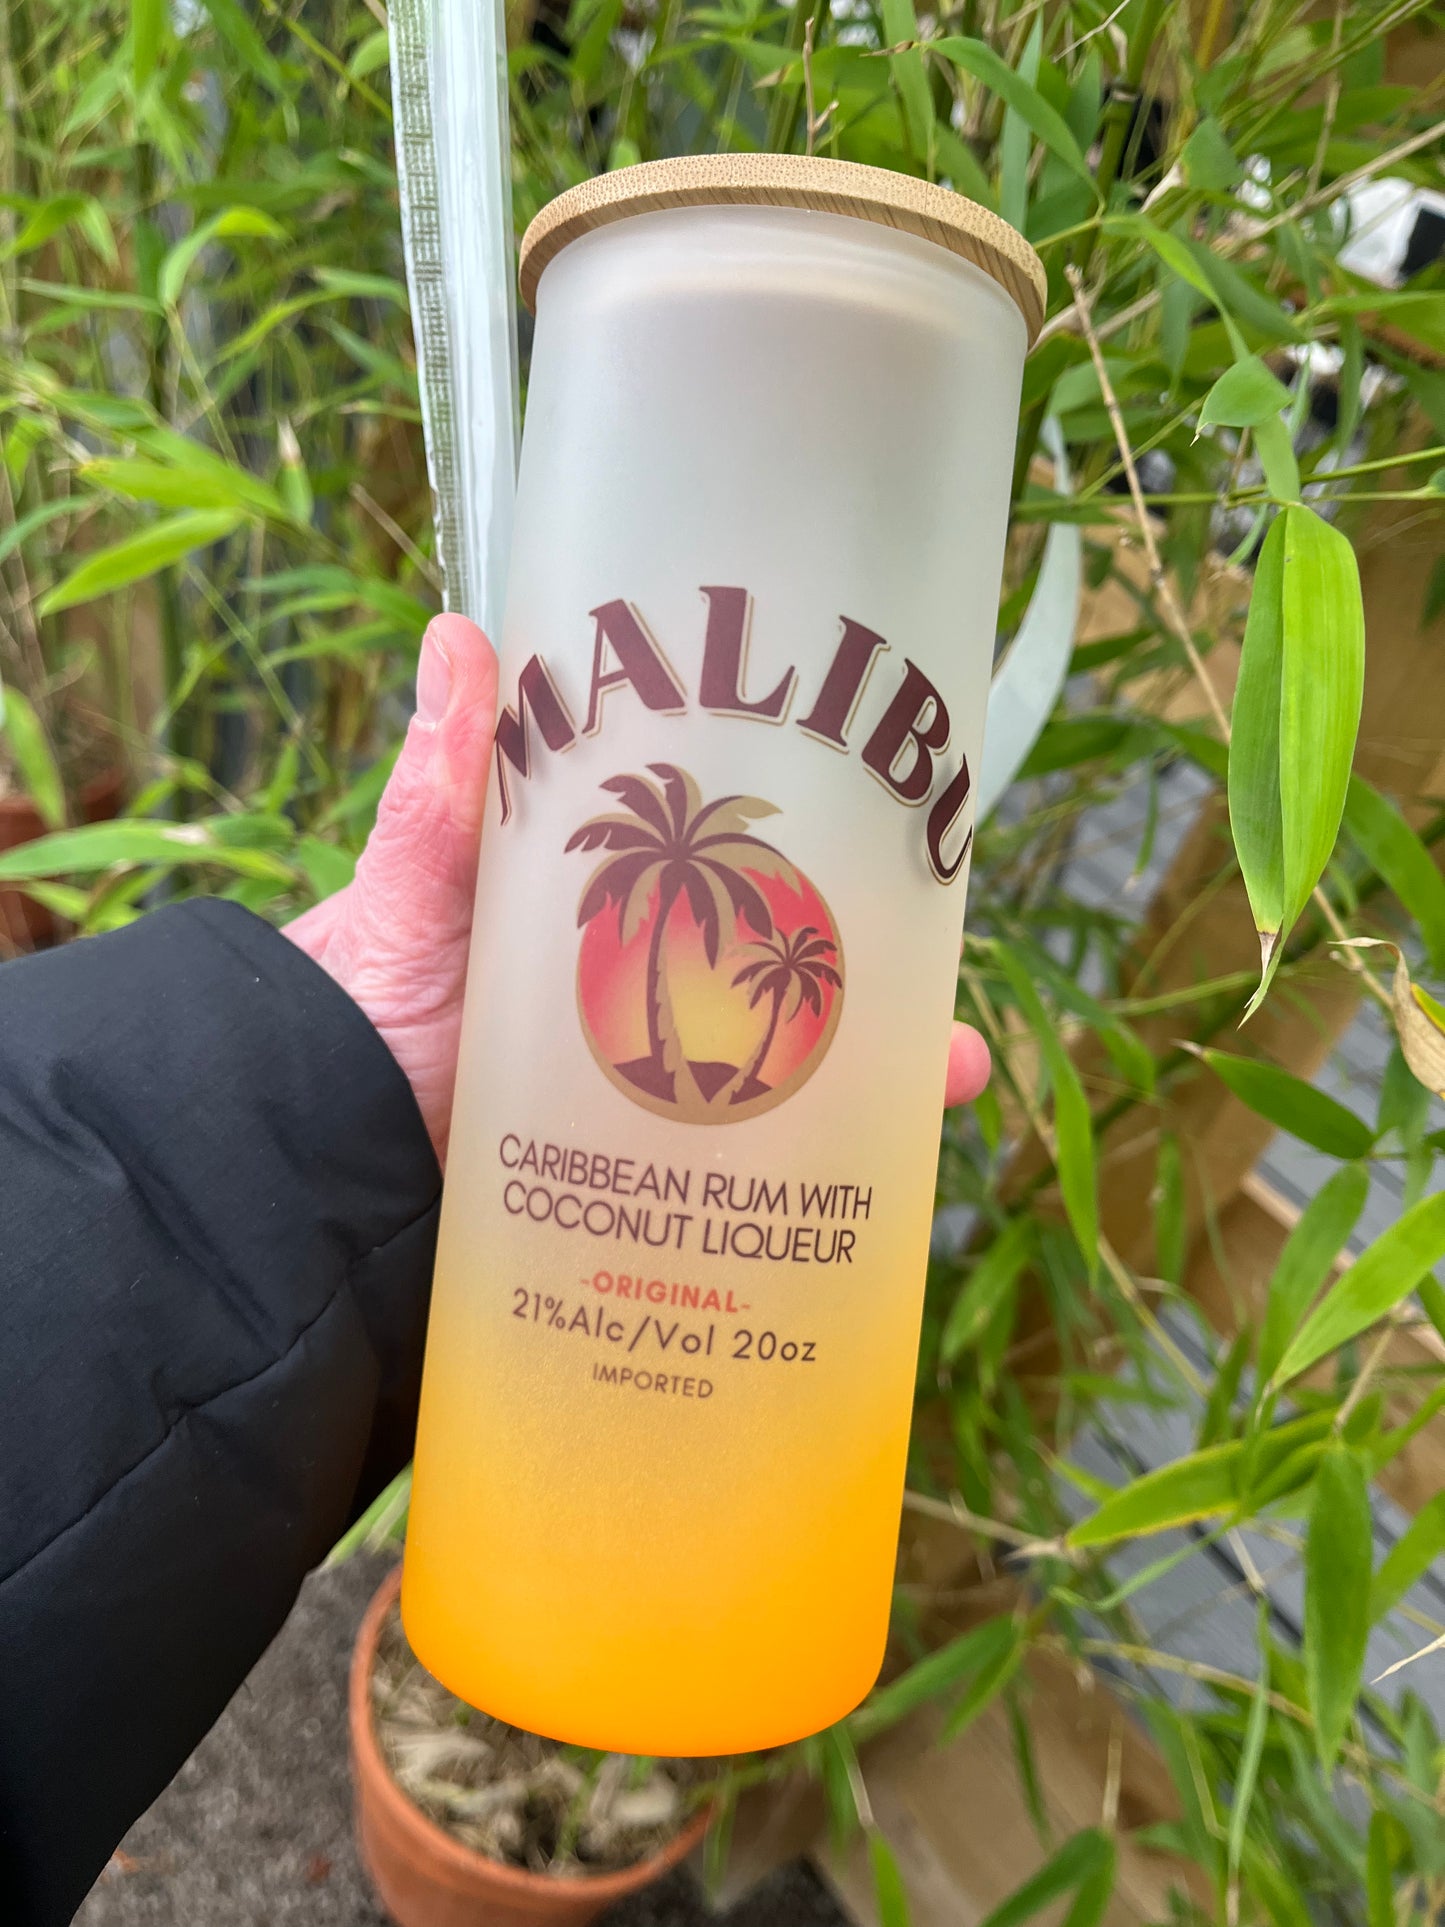 MALIBU
CARIBBEAN RUM WITH
COCONUT LIQUEUR
-ORIGINAL-
21%Alc/Vol 20oz
IMPORTED